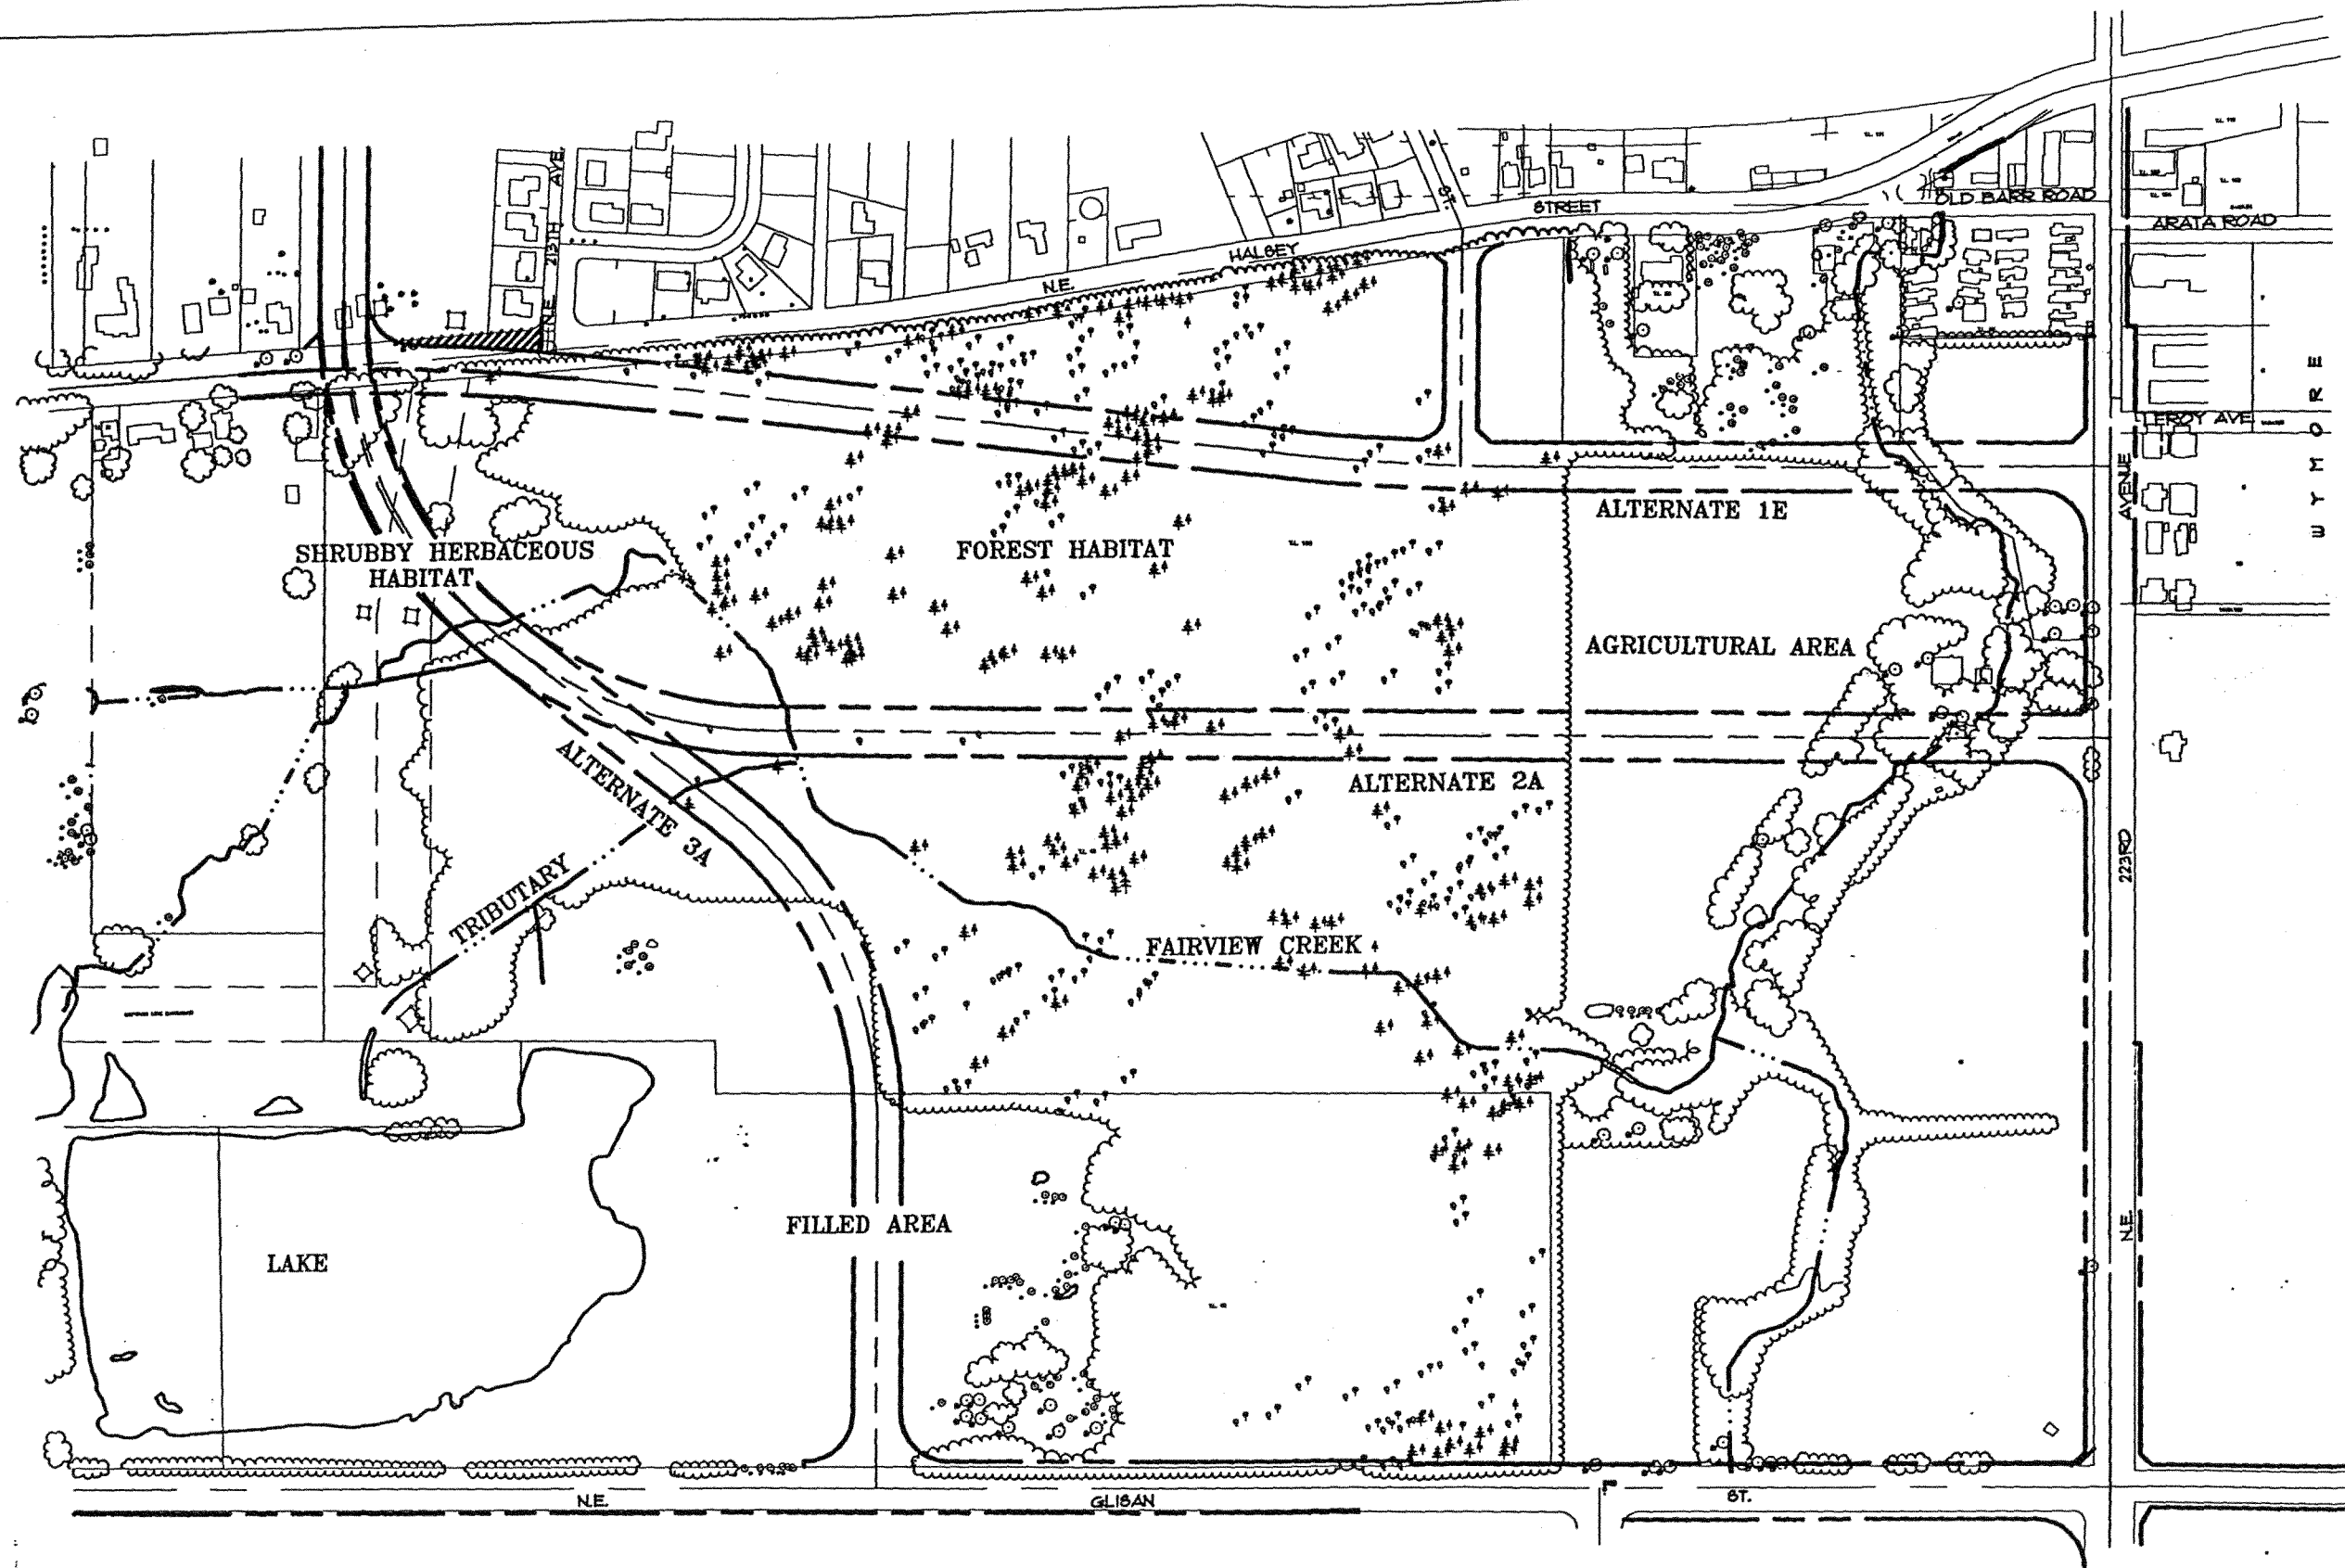 AVE.
213TH
N.E.
STREET
HALSEY
N.E.
OLD BARR ROAD
ARATA ROAD
LEROY AVE.
WYMORE
AVENUE
223RD
N.E.
ALTERNATE 1E
SHRUBBY HERBACEOUS
HABITAT
FOREST HABITAT
AGRICULTURAL AREA
ALTERNATE 2A
ALTERNATE 3A
TRIBUTARY
FAIRVIEW CREEK
FILLED AREA
LAKE
N.E.
GLISAN
ST.